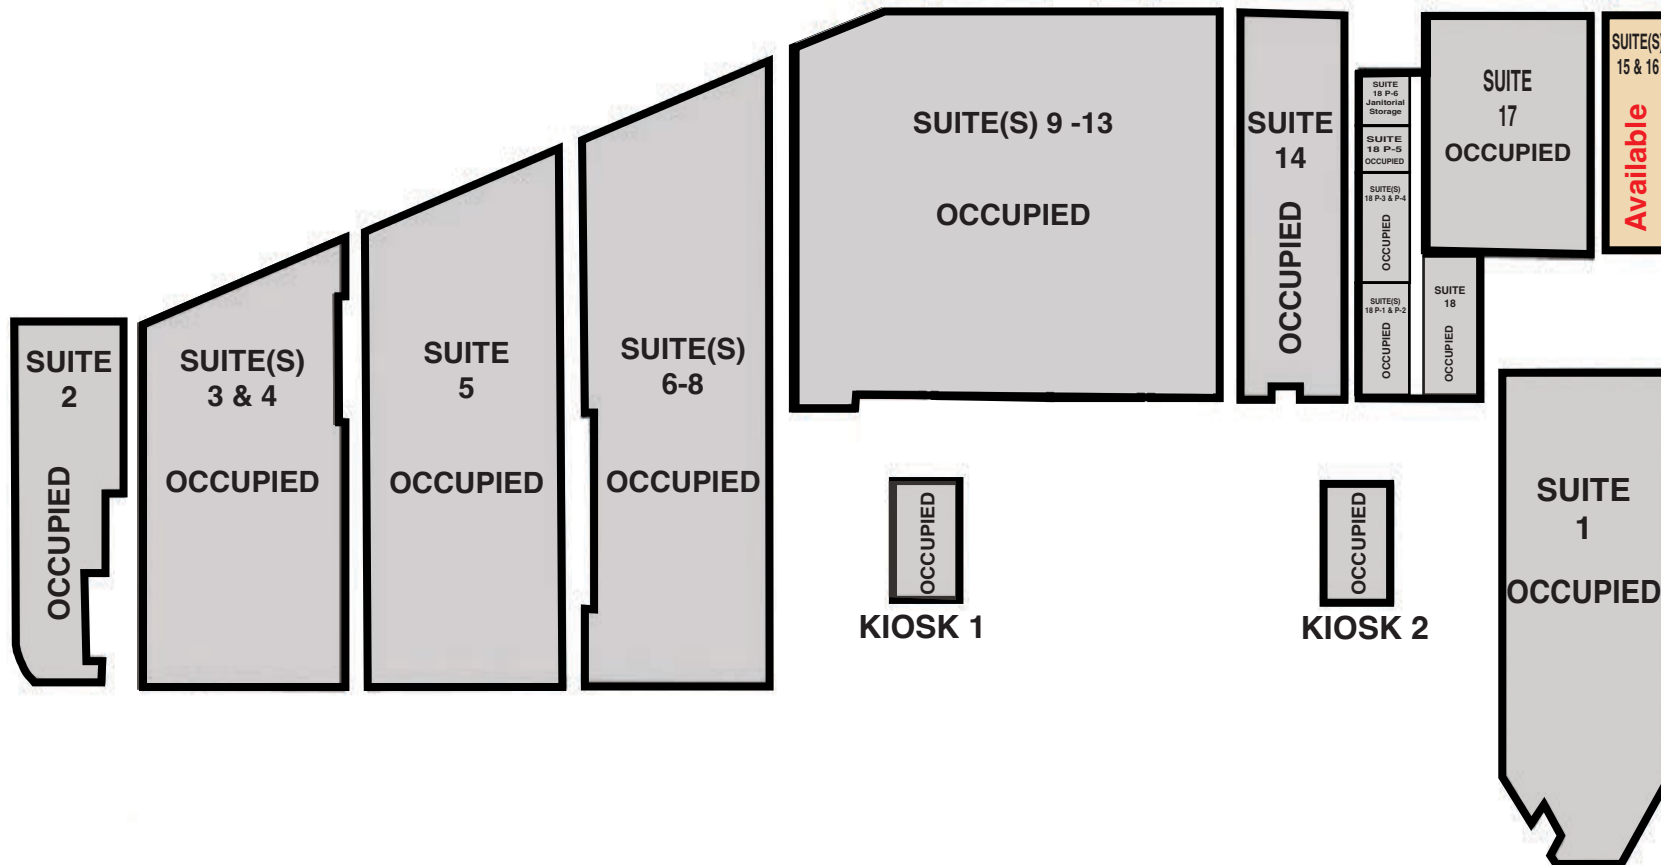 SUITE
2
OCCUPIED
SUITE(S)
3 & 4
OCCUPIED
SUITE
5
OCCUPIED
SUITE(S)
6-8
OCCUPIED
SUITE(S) 9 -13
OCCUPIED
SUITE
14
OCCUPIED
SUITE
18 P-6
Janitorial
Storage
SUITE
18 P-5
OCCUPIED
SUITE(S)
18 P-3 & P-4
OCCUPIED
SUITE(S)
18 P-1 & P-2
OCCUPIED
SUITE
18
OCCUPIED
SUITE
17
OCCUPIED
SUITE(S)
15 & 16
Available
OCCUPIED
KIOSK 1
OCCUPIED
KIOSK 2
SUITE
1
OCCUPIED